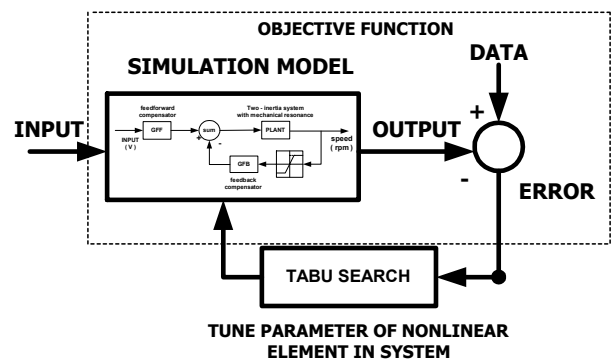 OBJECTIVE FUNCTION
DATA
SIMULATION MODEL
feedforward
compensator
Two - inertia system
with mechanical resonance
INPUT
INPUT
( V )
GFF
+
sum
-
PLANT
speed
( rpm )
GFB
feedback
compensator
OUTPUT
+
-
ERROR
TABU SEARCH
TUNE PARAMETER OF NONLINEAR
ELEMENT IN SYSTEM